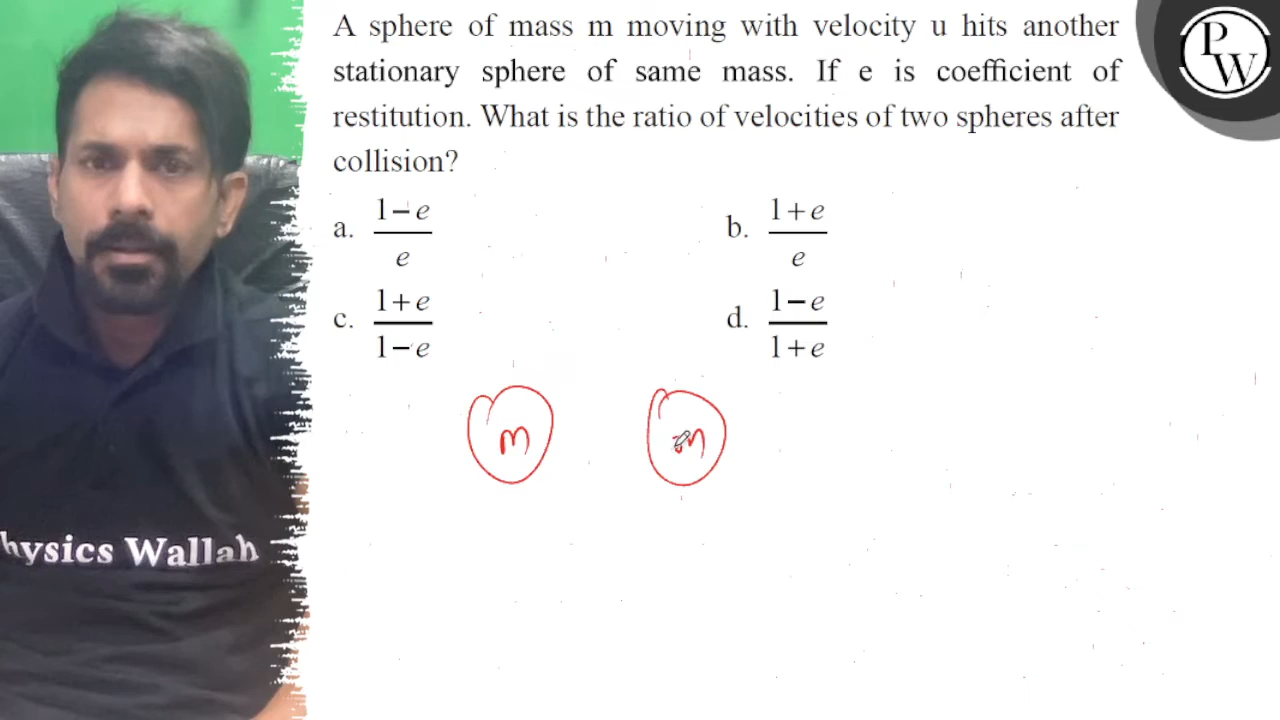 A sphere of mass m moving with velocity u hits another
stationary sphere of same mass. If e is coefficient of
restitution. What is the ratio of velocities of two spheres after
collision?
a. (1−e)/e b. (1+e)/e
c. (1+e)/(1−e) d. (1−e)/(1+e)
m m
hysics Wallah
PW